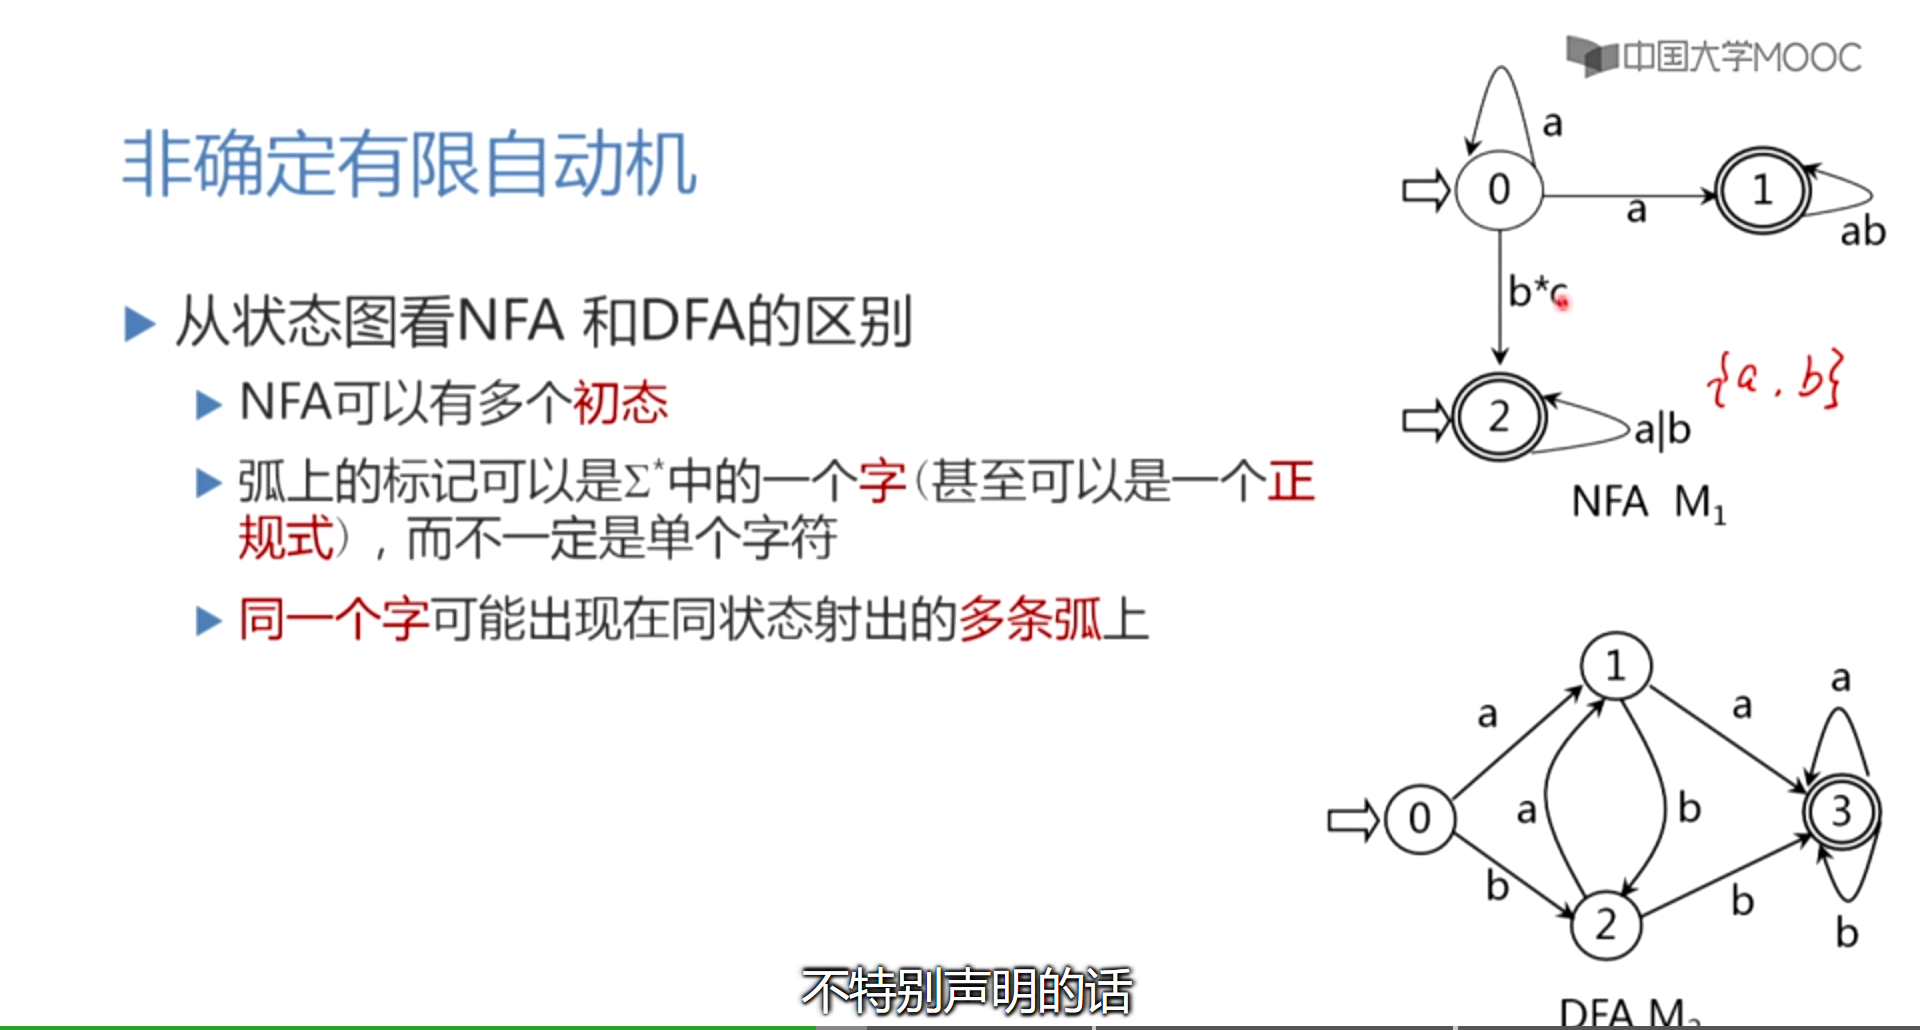 中国大学MOOC
非确定有限自动机
从状态图看NFA 和DFA的区别
NFA可以有多个初态
弧上的标记可以是Σ*中的一个字(甚至可以是一个正
规式)，而不一定是单个字符
同一个字可能出现在同状态射出的多条弧上
a
0
a
1
ab
b*c
{a . b}
2
a|b
NFA M₁
1
a
a
a
0
a
b
3
b
2
b
b
DFA M₂
不特别声明的话